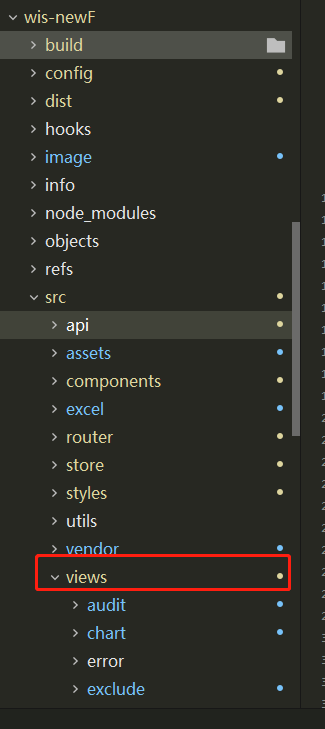 wis-newF
build
config
dist
hooks
image
info
node_modules
objects
refs
src
api
assets
components
excel
router
store
styles
utils
vendor
views
audit
chart
error
exclude